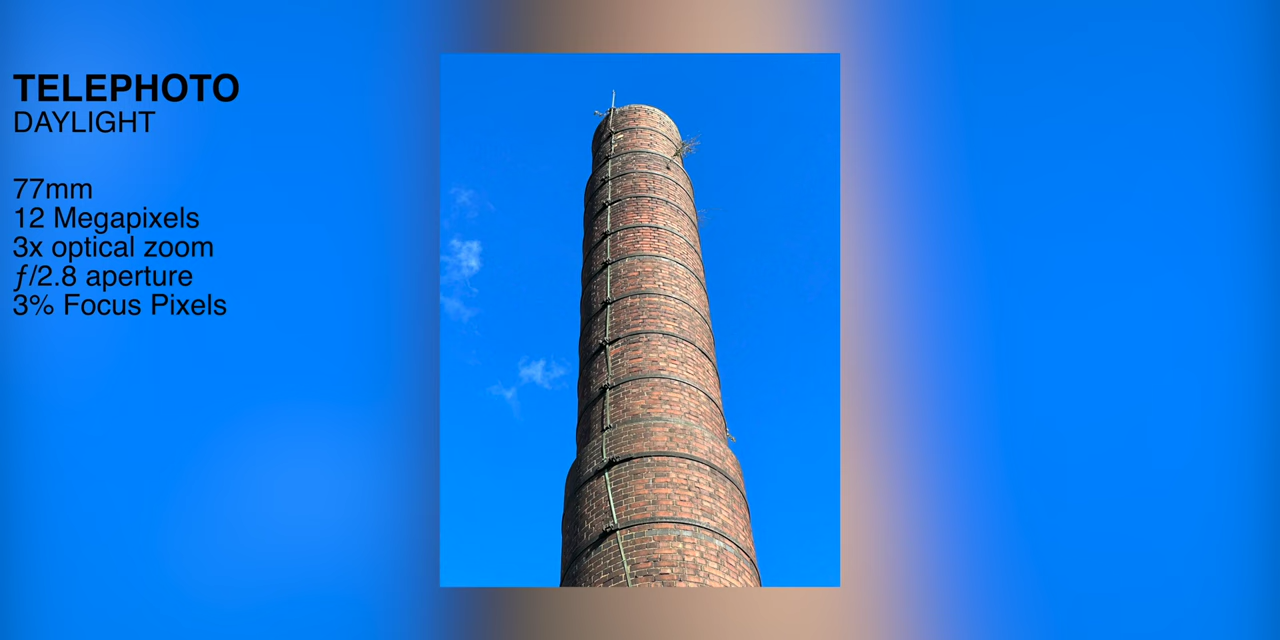 TELEPHOTO
DAYLIGHT
77mm
12 Megapixels
3x optical zoom
ƒ/2.8 aperture
3% Focus Pixels